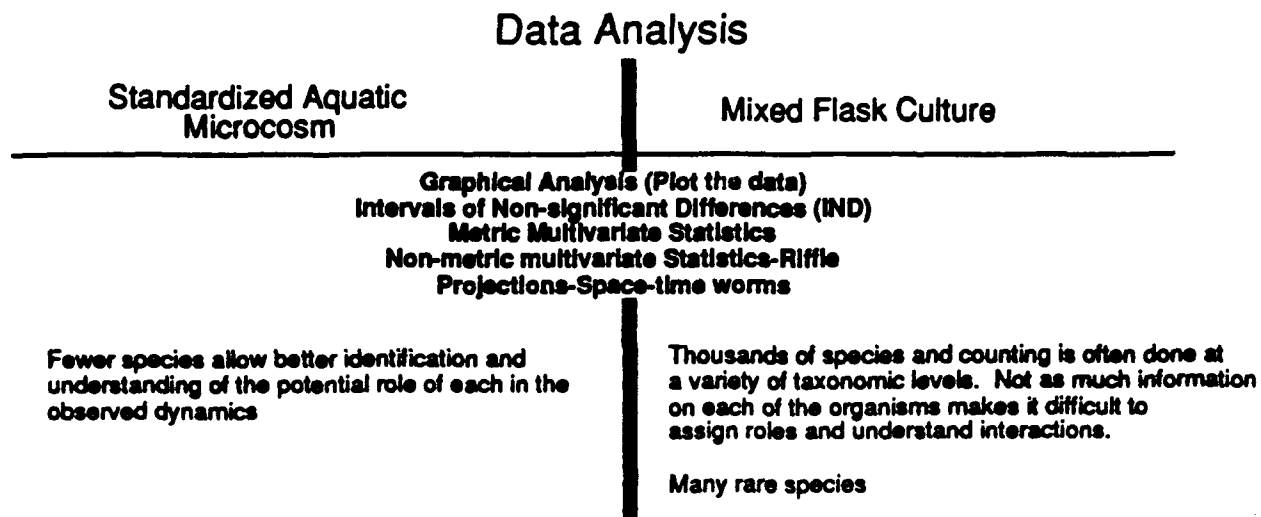 Data Analysis
Standardized Aquatic
Microcosm
Mixed Flask Culture
Graphical Analysis (Plot the data)
Intervals of Non-significant Differences (IND)
Metric Multivariate Statistics
Non-metric multivariate Statistics-Riffle
Projections-Space-time worms
Fewer species allow better identification and
understanding of the potential role of each in the
observed dynamics
Thousands of species and counting is often done at
a variety of taxonomic levels. Not as much information
on each of the organisms makes it difficult to
assign roles and understand interactions.
Many rare species